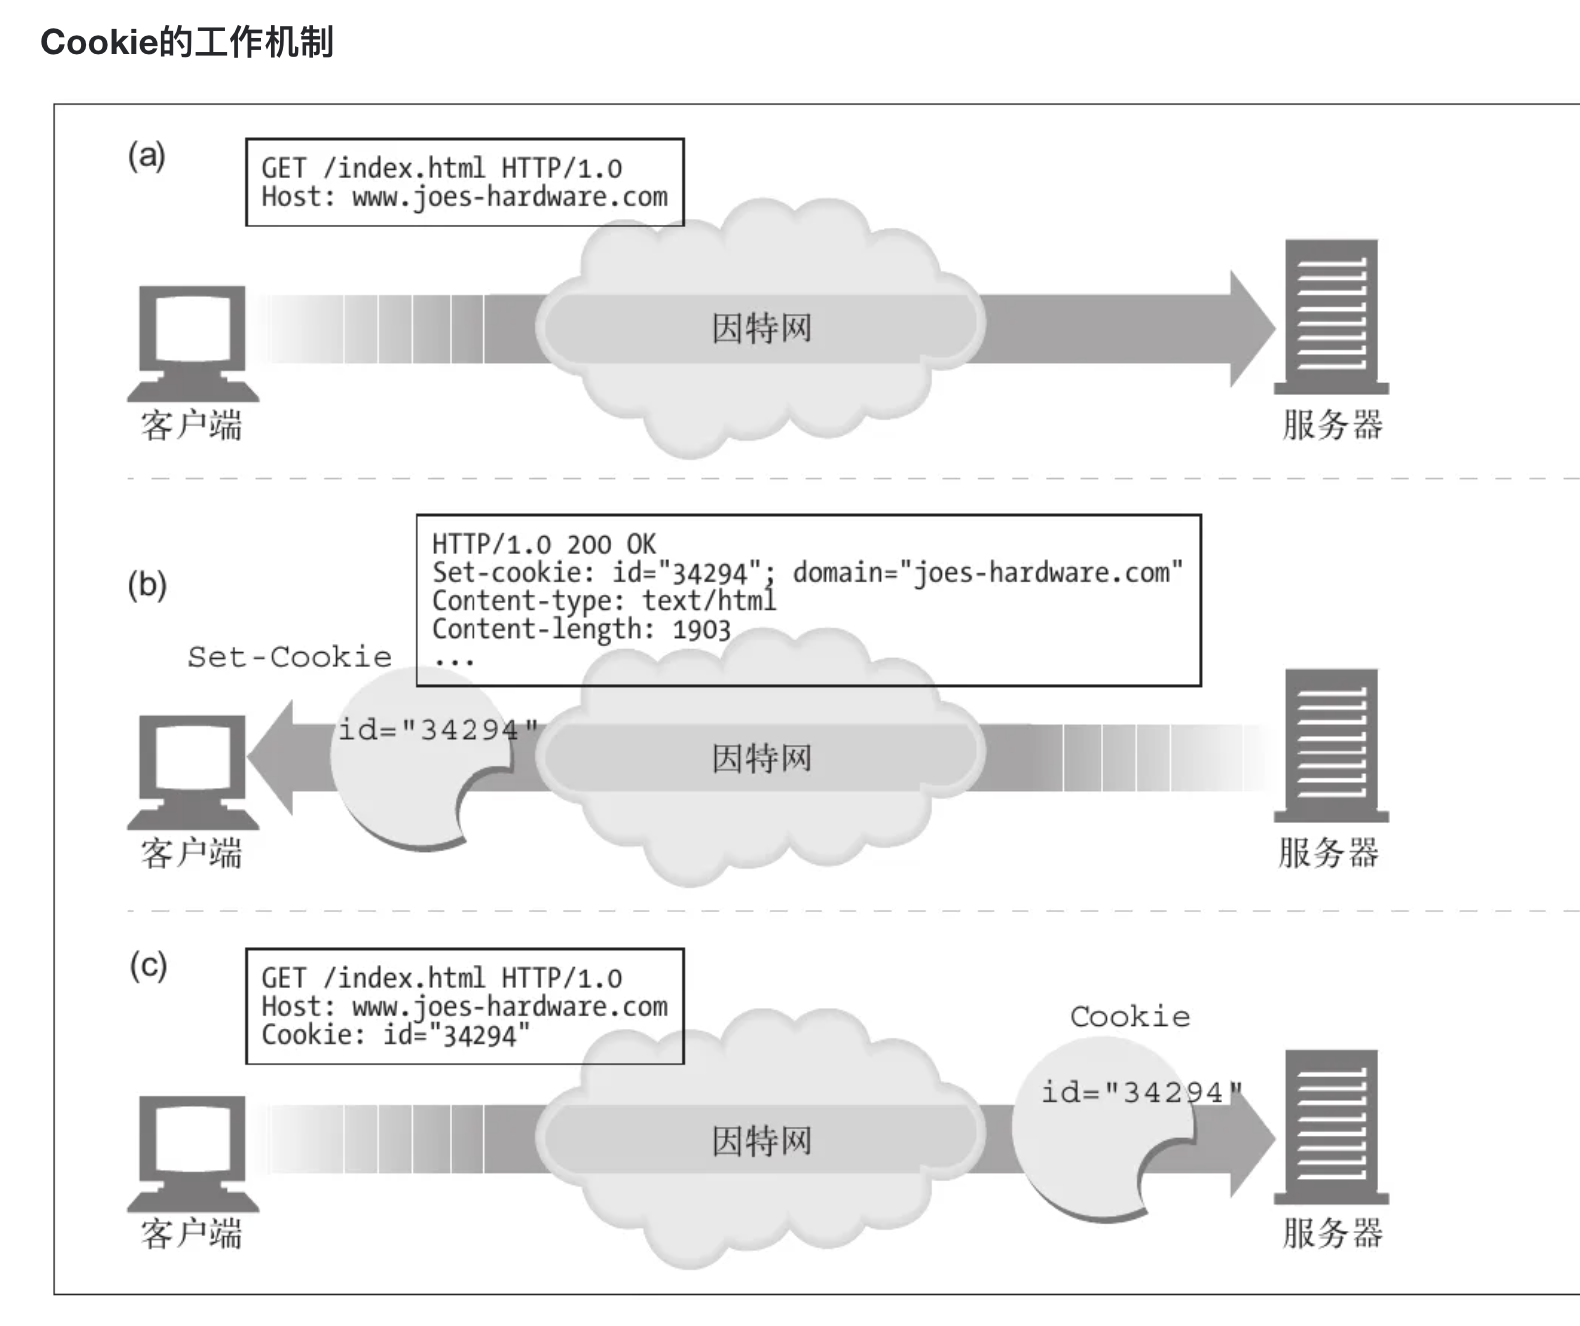 Cookie的工作机制
(a)
GET /index.html HTTP/1.0
Host: www.joes-hardware.com
因特网
客户端
服务器
(b)
HTTP/1.0 200 OK
Set-cookie: id="34294"; domain="joes-hardware.com"
Content-type: text/html
Content-length: 1903
...
Set-Cookie
id="34294"
因特网
客户端
服务器
(c)
GET /index.html HTTP/1.0
Host: www.joes-hardware.com
Cookie: id="34294"
Cookie
id="34294"
因特网
客户端
服务器